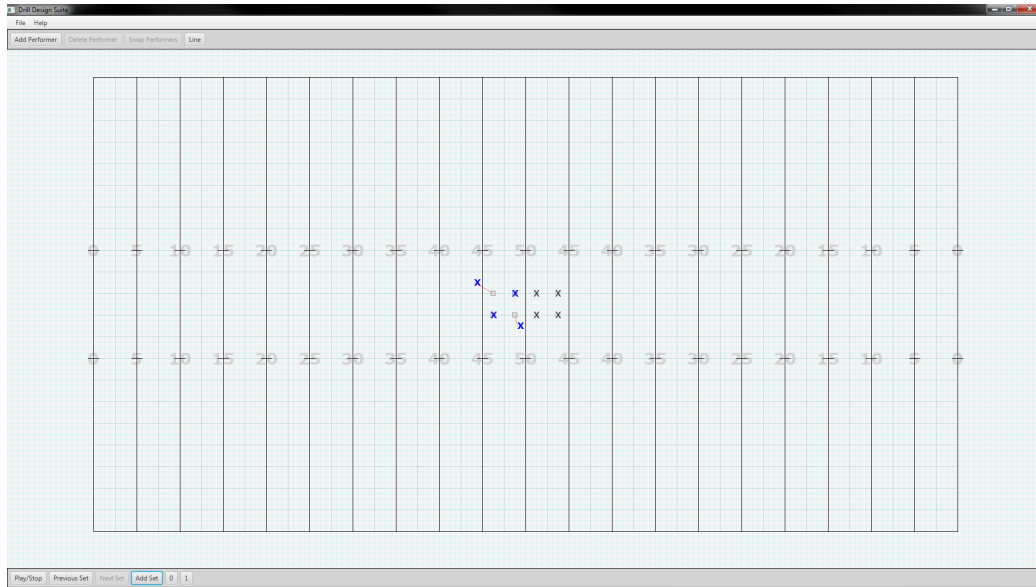 Drill Design Suite
File Help
Add Performer Delete Performer Swap Performers Line
0 5 10 15 20 25 30 35 40 45 50 45 40 35 30 25 20 15 10 5 0
X
X X X
X X X
X
0 5 10 15 20 25 30 35 40 45 50 45 40 35 30 25 20 15 10 5 0
Play/Stop Previous Set Next Set Add Set 0 1